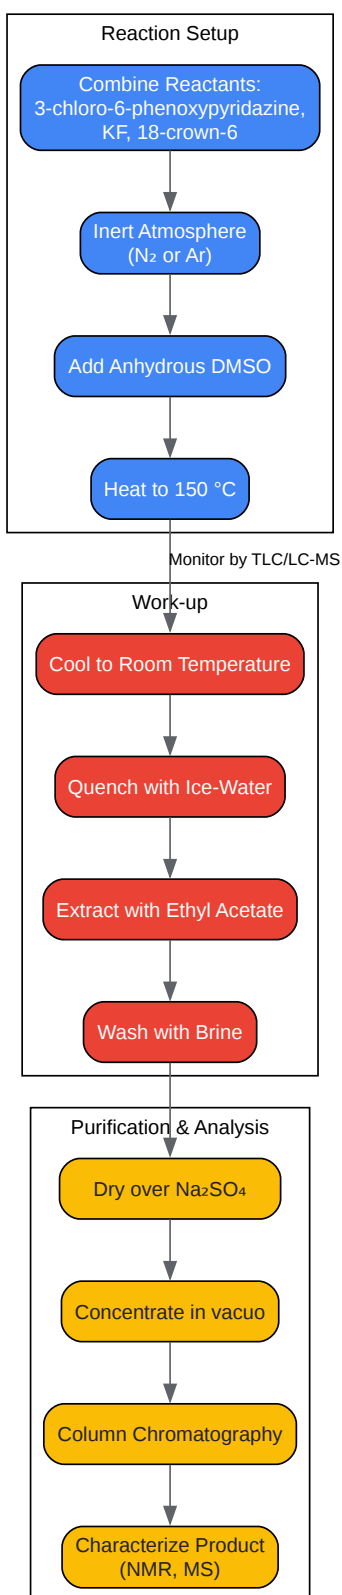 Reaction Setup
Combine Reactants:
3-chloro-6-phenoxypyridazine,
KF, 18-crown-6
Inert Atmosphere
(N₂ or Ar)
Add Anhydrous DMSO
Heat to 150 °C
Monitor by TLC/LC-MS
Work-up
Cool to Room Temperature
Quench with Ice-Water
Extract with Ethyl Acetate
Wash with Brine
Purification & Analysis
Dry over Na₂SO₄
Concentrate in vacuo
Column Chromatography
Characterize Product
(NMR, MS)